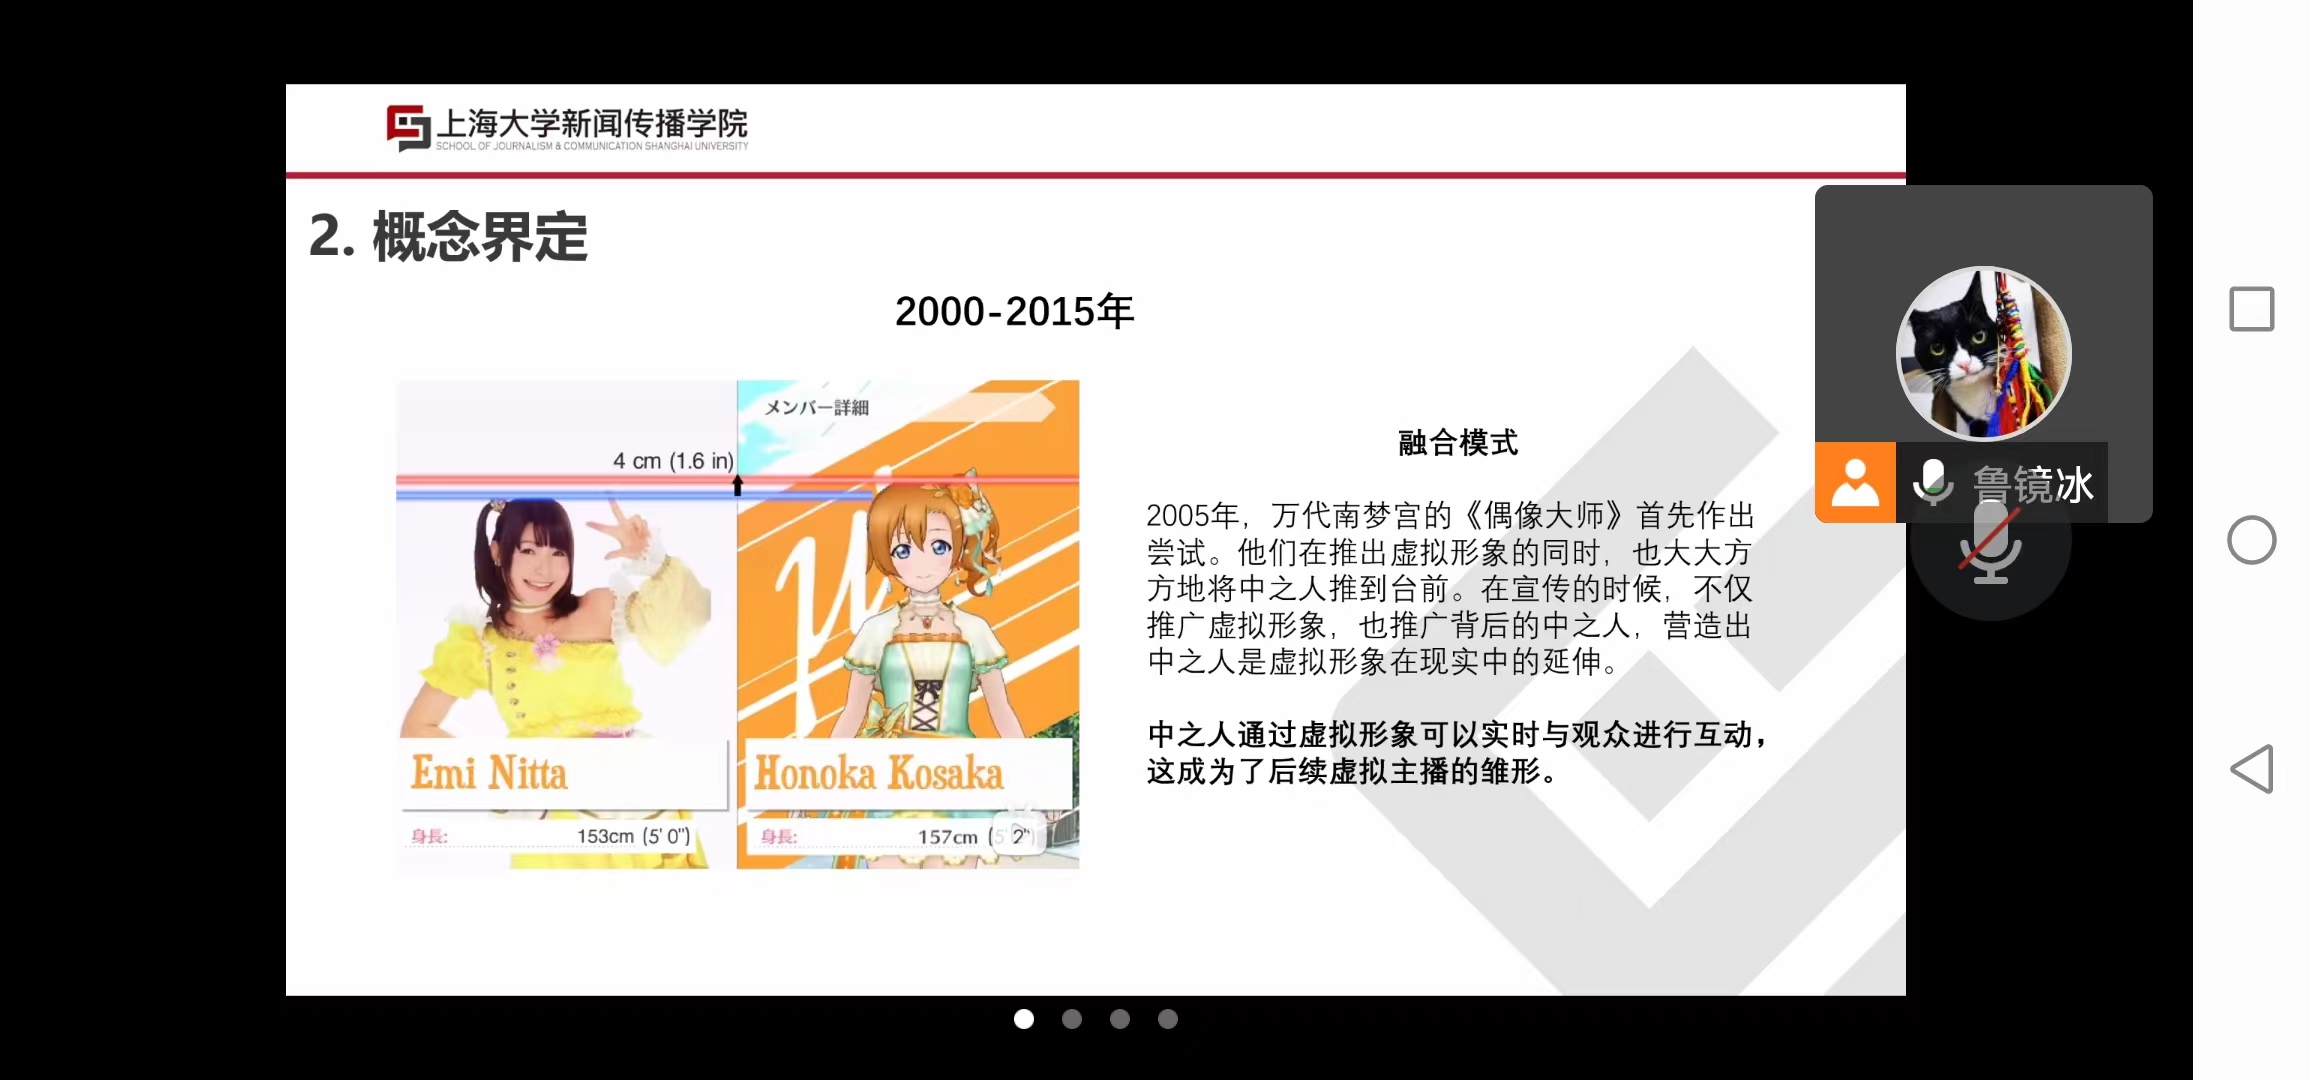 上海大学新闻传播学院
SCHOOL OF JOURNALISM & COMMUNICATION SHANGHAI UNIVERSITY
2. 概念界定
2000-2015年
メンバー詳細
4 cm (1.6 in)
Emi Nitta
Honoka Kosaka
身長: 153cm (5' 0")
身長: 157cm (5' 2")
融合模式
2005年，万代南梦宫的《偶像大师》首先作出
尝试。他们在推出虚拟形象的同时，也大大方
方地将中之人推到台前。在宣传的时候，不仅
推广虚拟形象，也推广背后的中之人，营造出
中之人是虚拟形象在现实中的延伸。
中之人通过虚拟形象可以实时与观众进行互动，
这成为了后续虚拟主播的雏形。
鲁镜冰